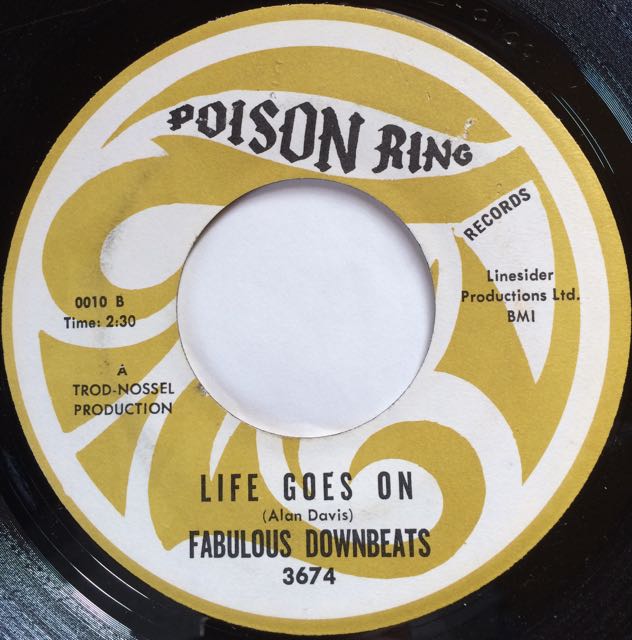 POISON RING
RECORDS
Linesider
Productions Ltd.
BMI
0010 B
Time: 2:30
A
TROD-NOSSEL
PRODUCTION
LIFE GOES ON
(Alan Davis)
FABULOUS DOWNBEATS
3674